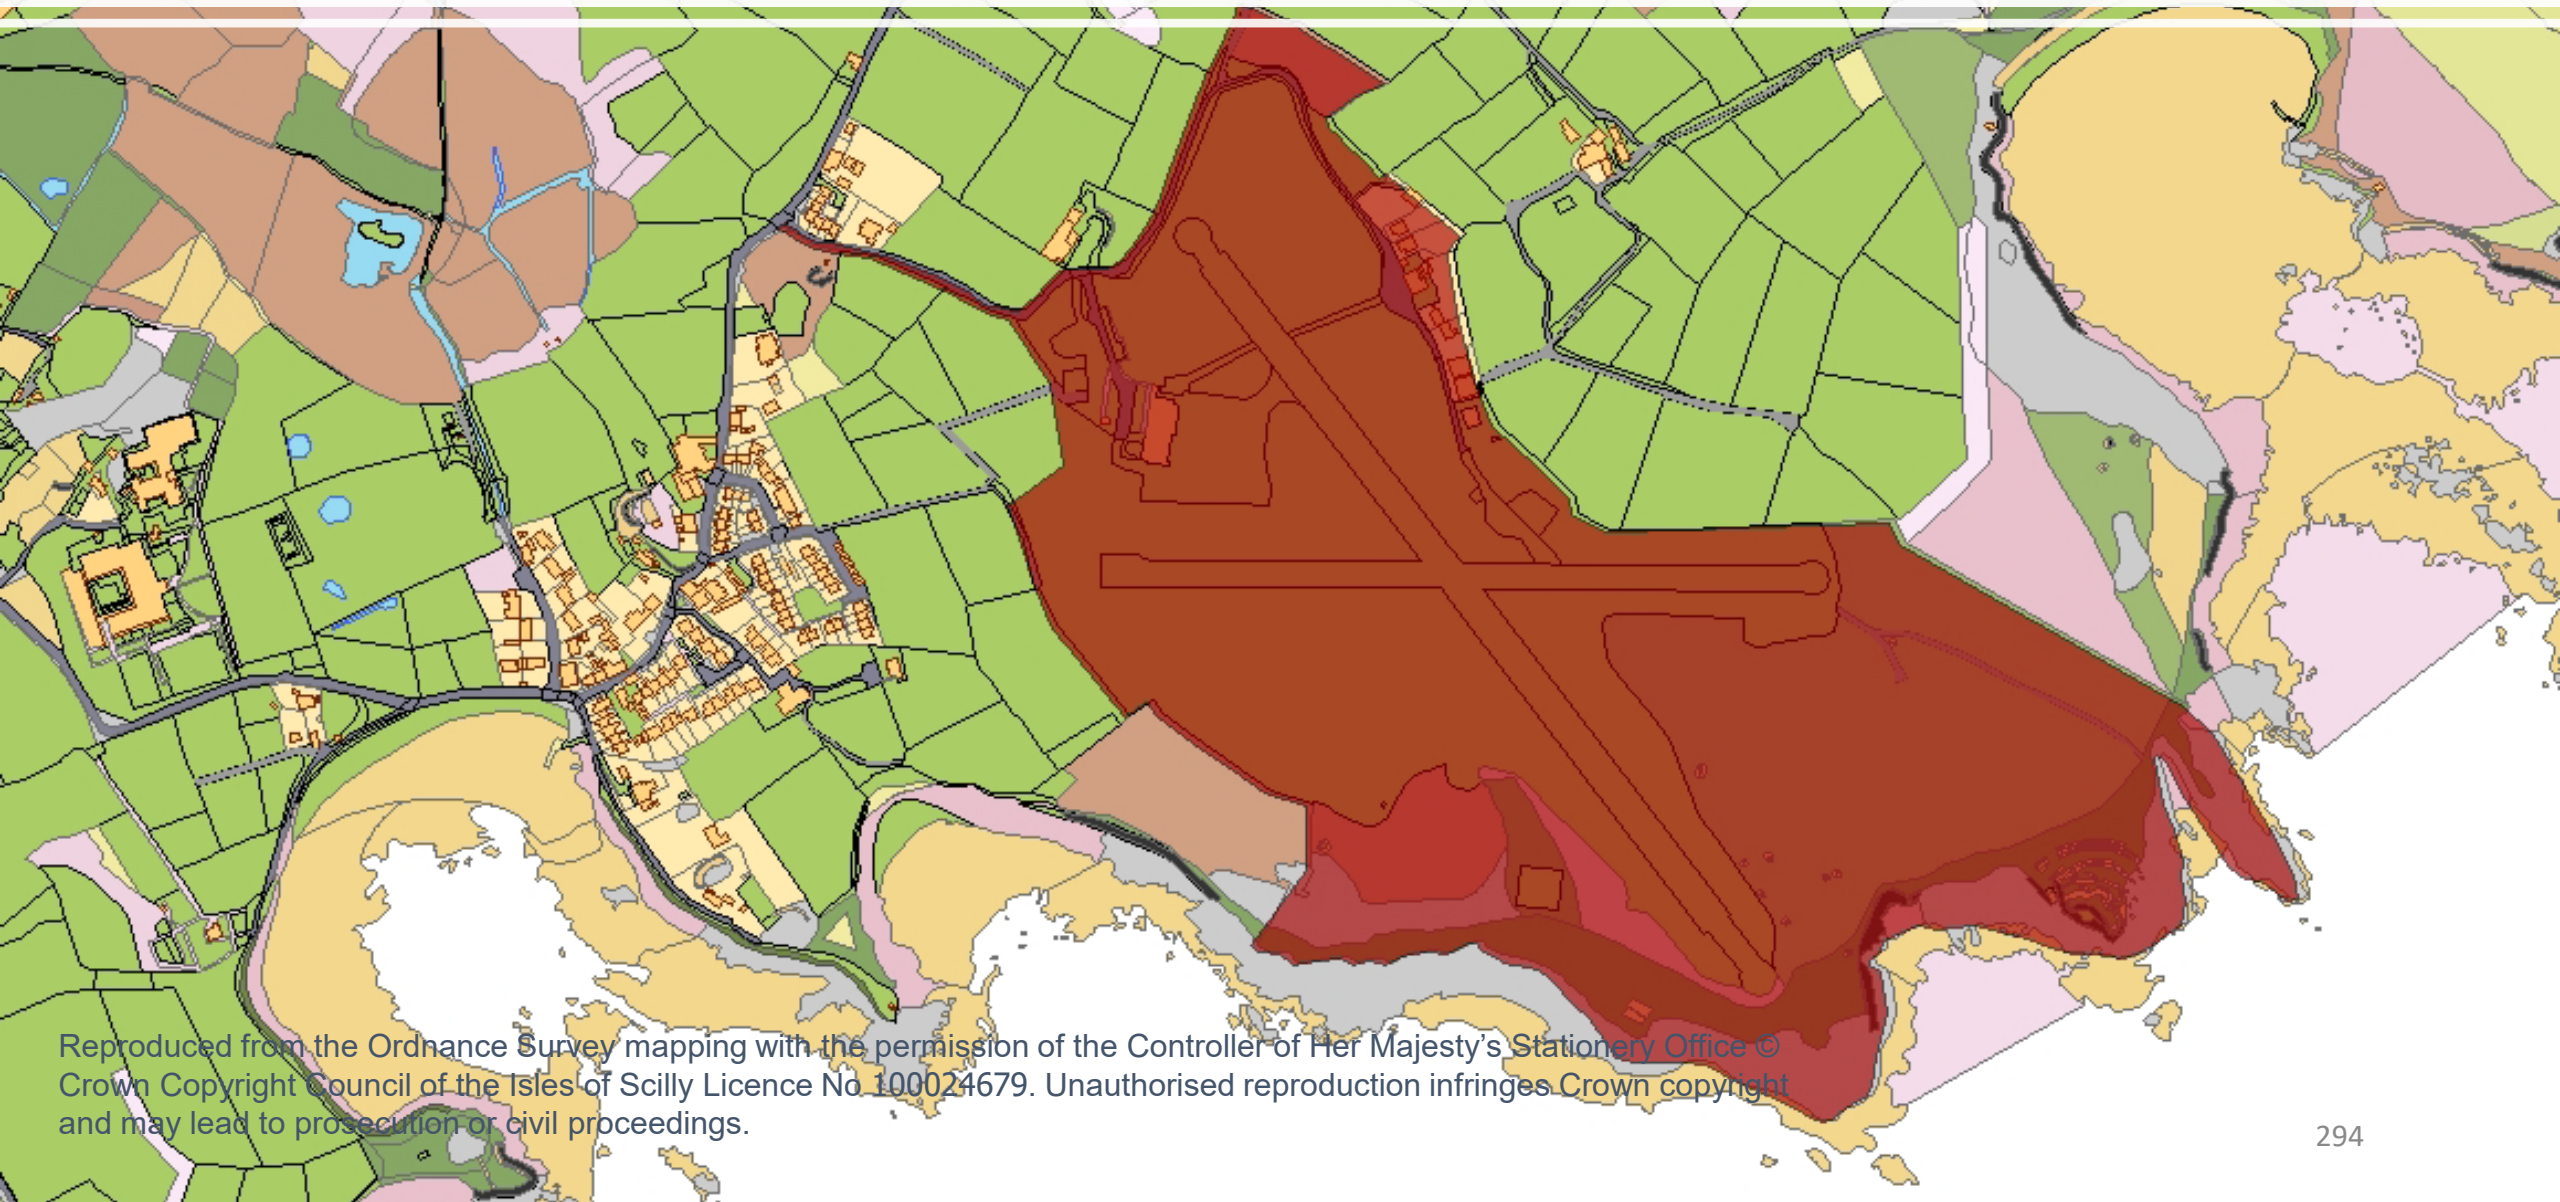 Reproduced from the Ordnance Survey mapping with the permission of the Controller of Her Majesty’s Stationery Office ©
Crown Copyright Council of the Isles of Scilly Licence No 100024679. Unauthorised reproduction infringes Crown copyright
and may lead to prosecution or civil proceedings.
294